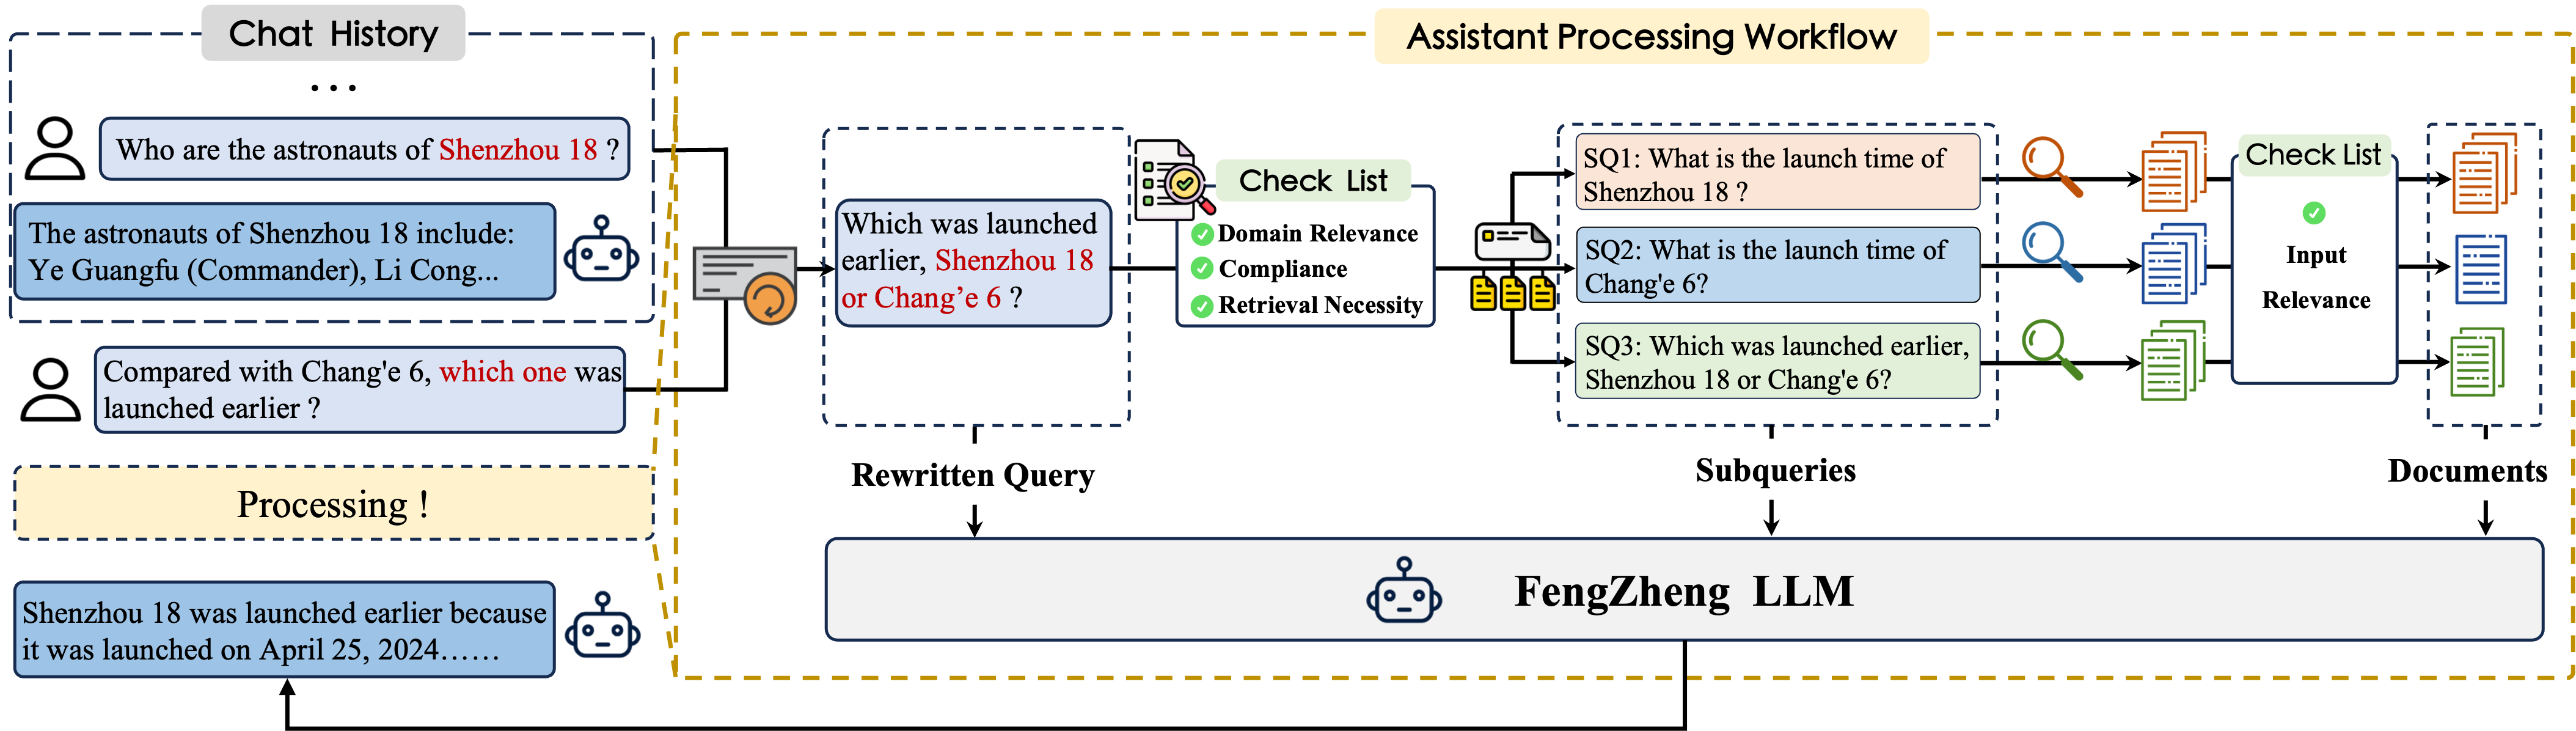 Chat History
...
Who are the astronauts of Shenzhou 18 ?
The astronauts of Shenzhou 18 include:
Ye Guangfu (Commander), Li Cong...
Compared with Chang'e 6, which one was
launched earlier ?
Processing !
Shenzhou 18 was launched earlier because
it was launched on April 25, 2024......
Assistant Processing Workflow
Which was launched
earlier, Shenzhou 18
or Chang’e 6 ?
Check List
Domain Relevance
Compliance
Retrieval Necessity
SQ1: What is the launch time of
Shenzhou 18 ?
SQ2: What is the launch time of
Chang'e 6?
SQ3: Which was launched earlier,
Shenzhou 18 or Chang'e 6?
Check List
Input
Relevance
Rewritten Query
Subqueries
Documents
FengZheng LLM